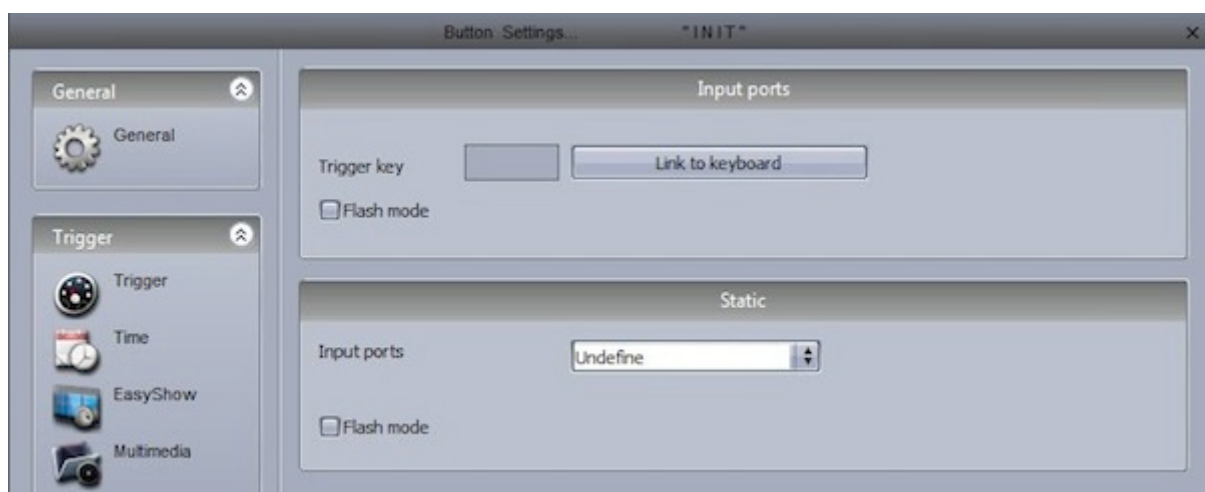 Button Settings... "INIT"
General
General
Trigger
Trigger
Time
EasyShow
Multimedia
Input ports
Trigger key
Link to keyboard
Flash mode
Static
Input ports
Undefine
Flash mode